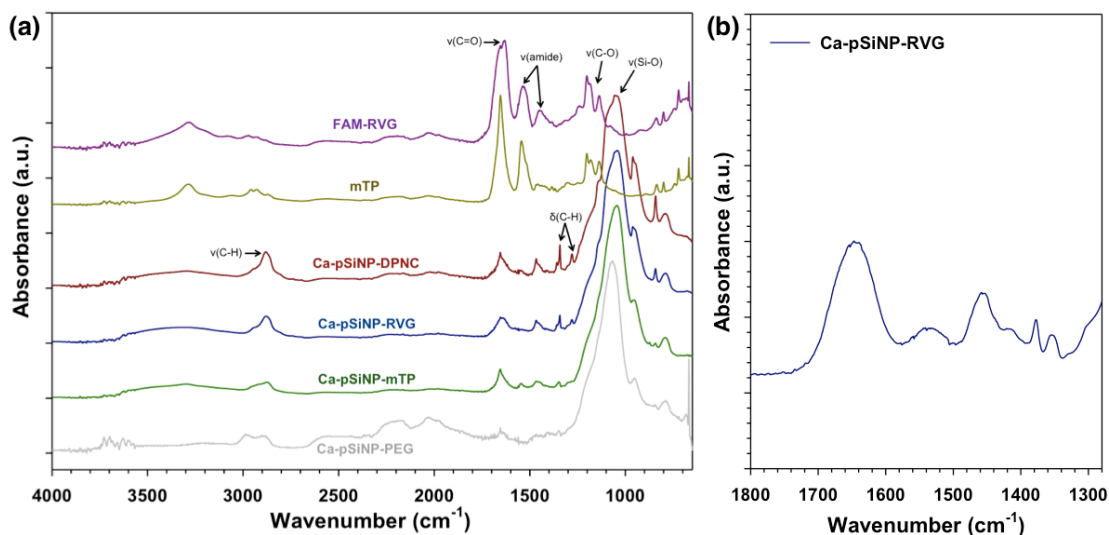 (a)
Absorbance (a.u.)
ν(C=O)
ν(amide)
ν(C-O)
ν(Si-O)
FAM-RVG
mTP
ν(C-H)
δ(C-H)
Ca-pSiNP-DPNC
Ca-pSiNP-RVG
Ca-pSiNP-mTP
Ca-pSiNP-PEG
4000 3500 3000 2500 2000 1500 1000
Wavenumber (cm⁻¹)
(b)
Ca-pSiNP-RVG
Absorbance (a.u.)
1800 1700 1600 1500 1400 1300
Wavenumber (cm⁻¹)